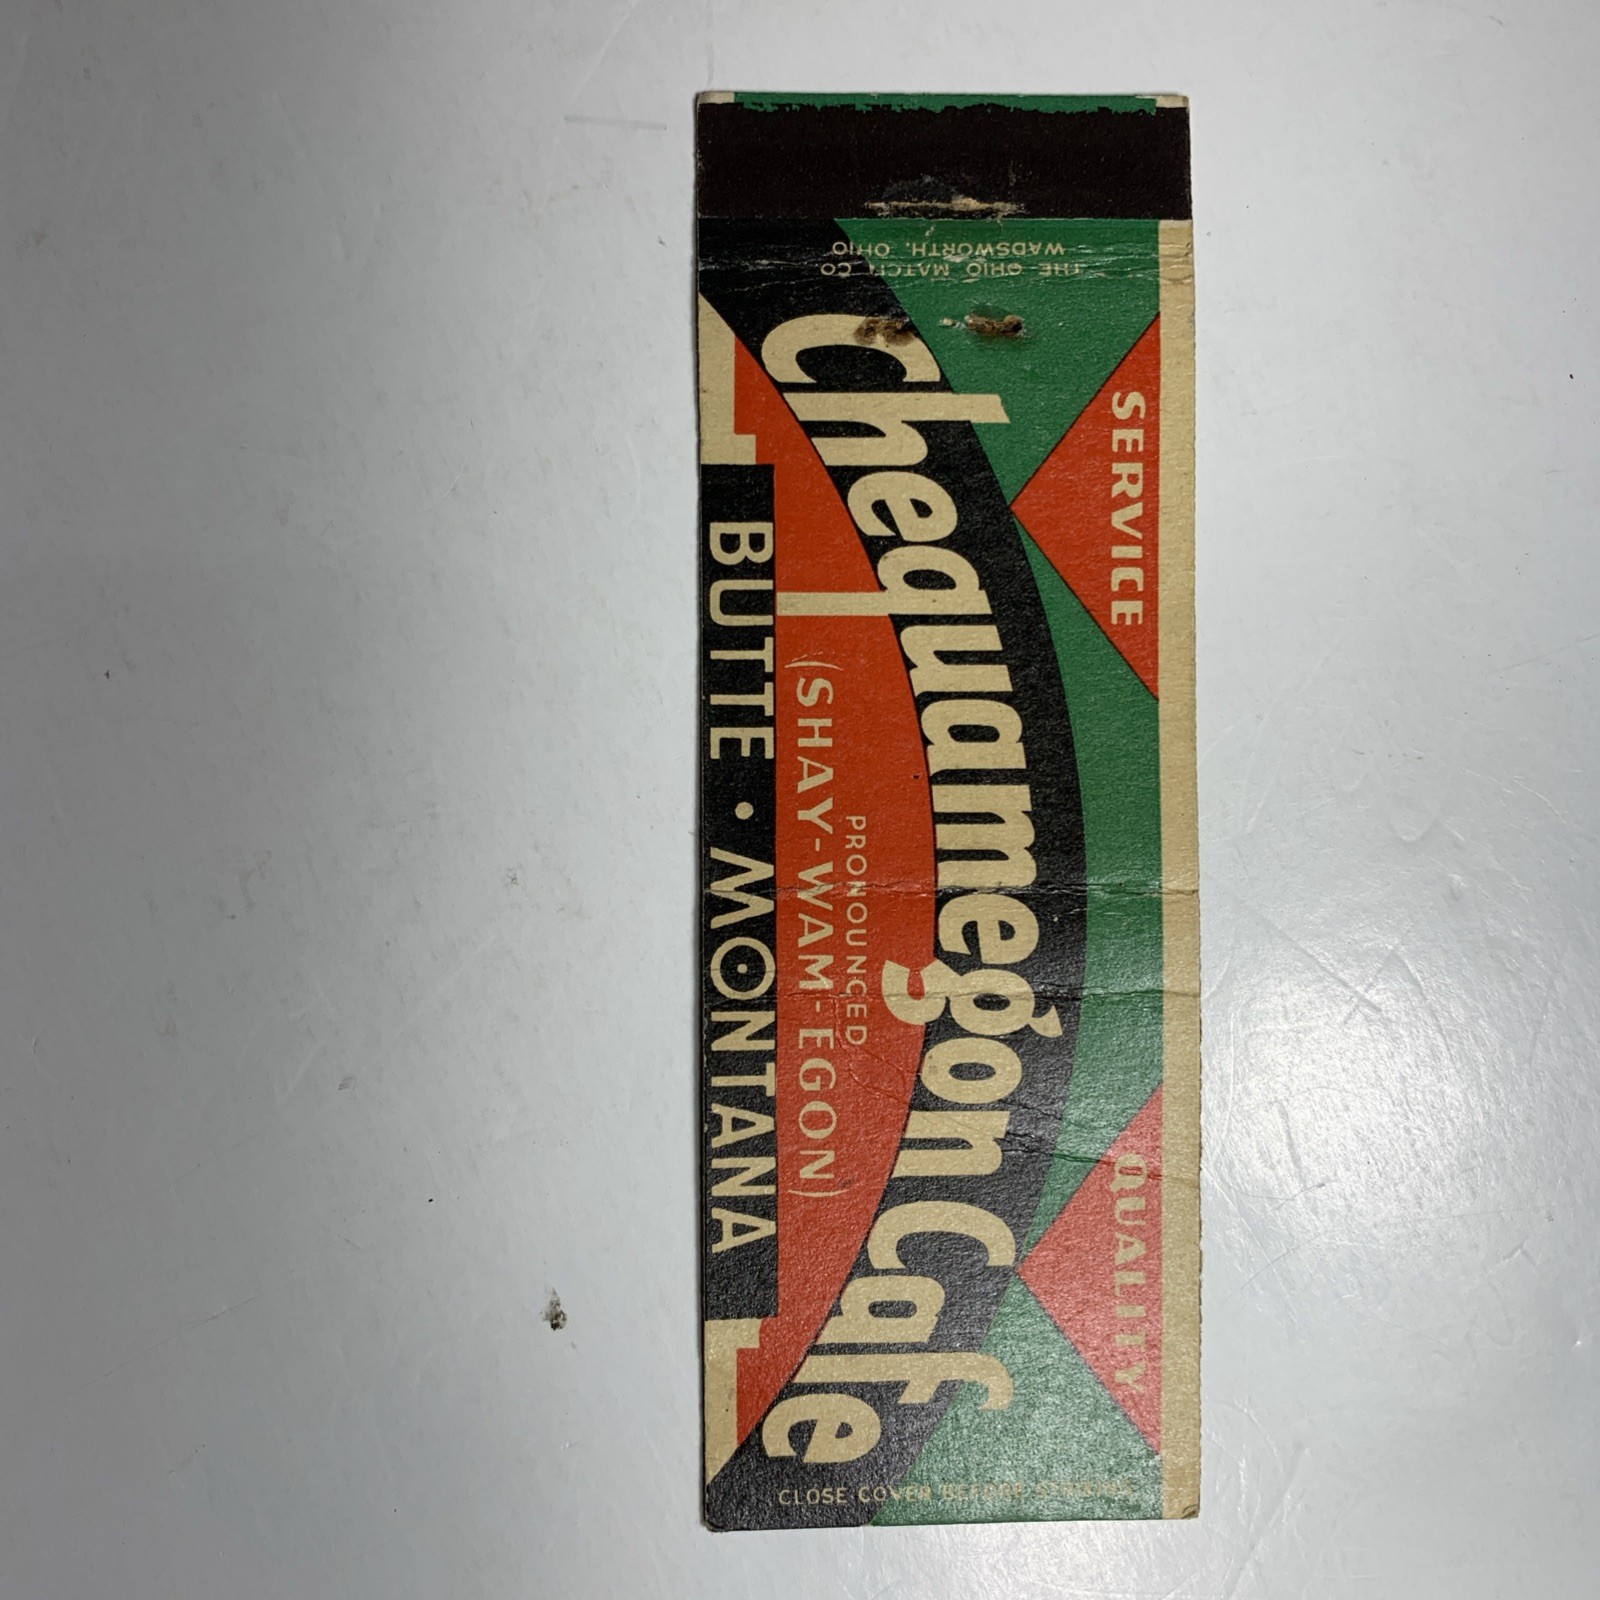 SERVICE
QUALITY
Chequamegon Cafe
PRONOUNCED
(SHAY-WAM-EGON)
BUTTE • MONTANA
THE OHIO MATCH CO
WADSWORTH, OHIO
CLOSE COVER BEFORE STRIKING